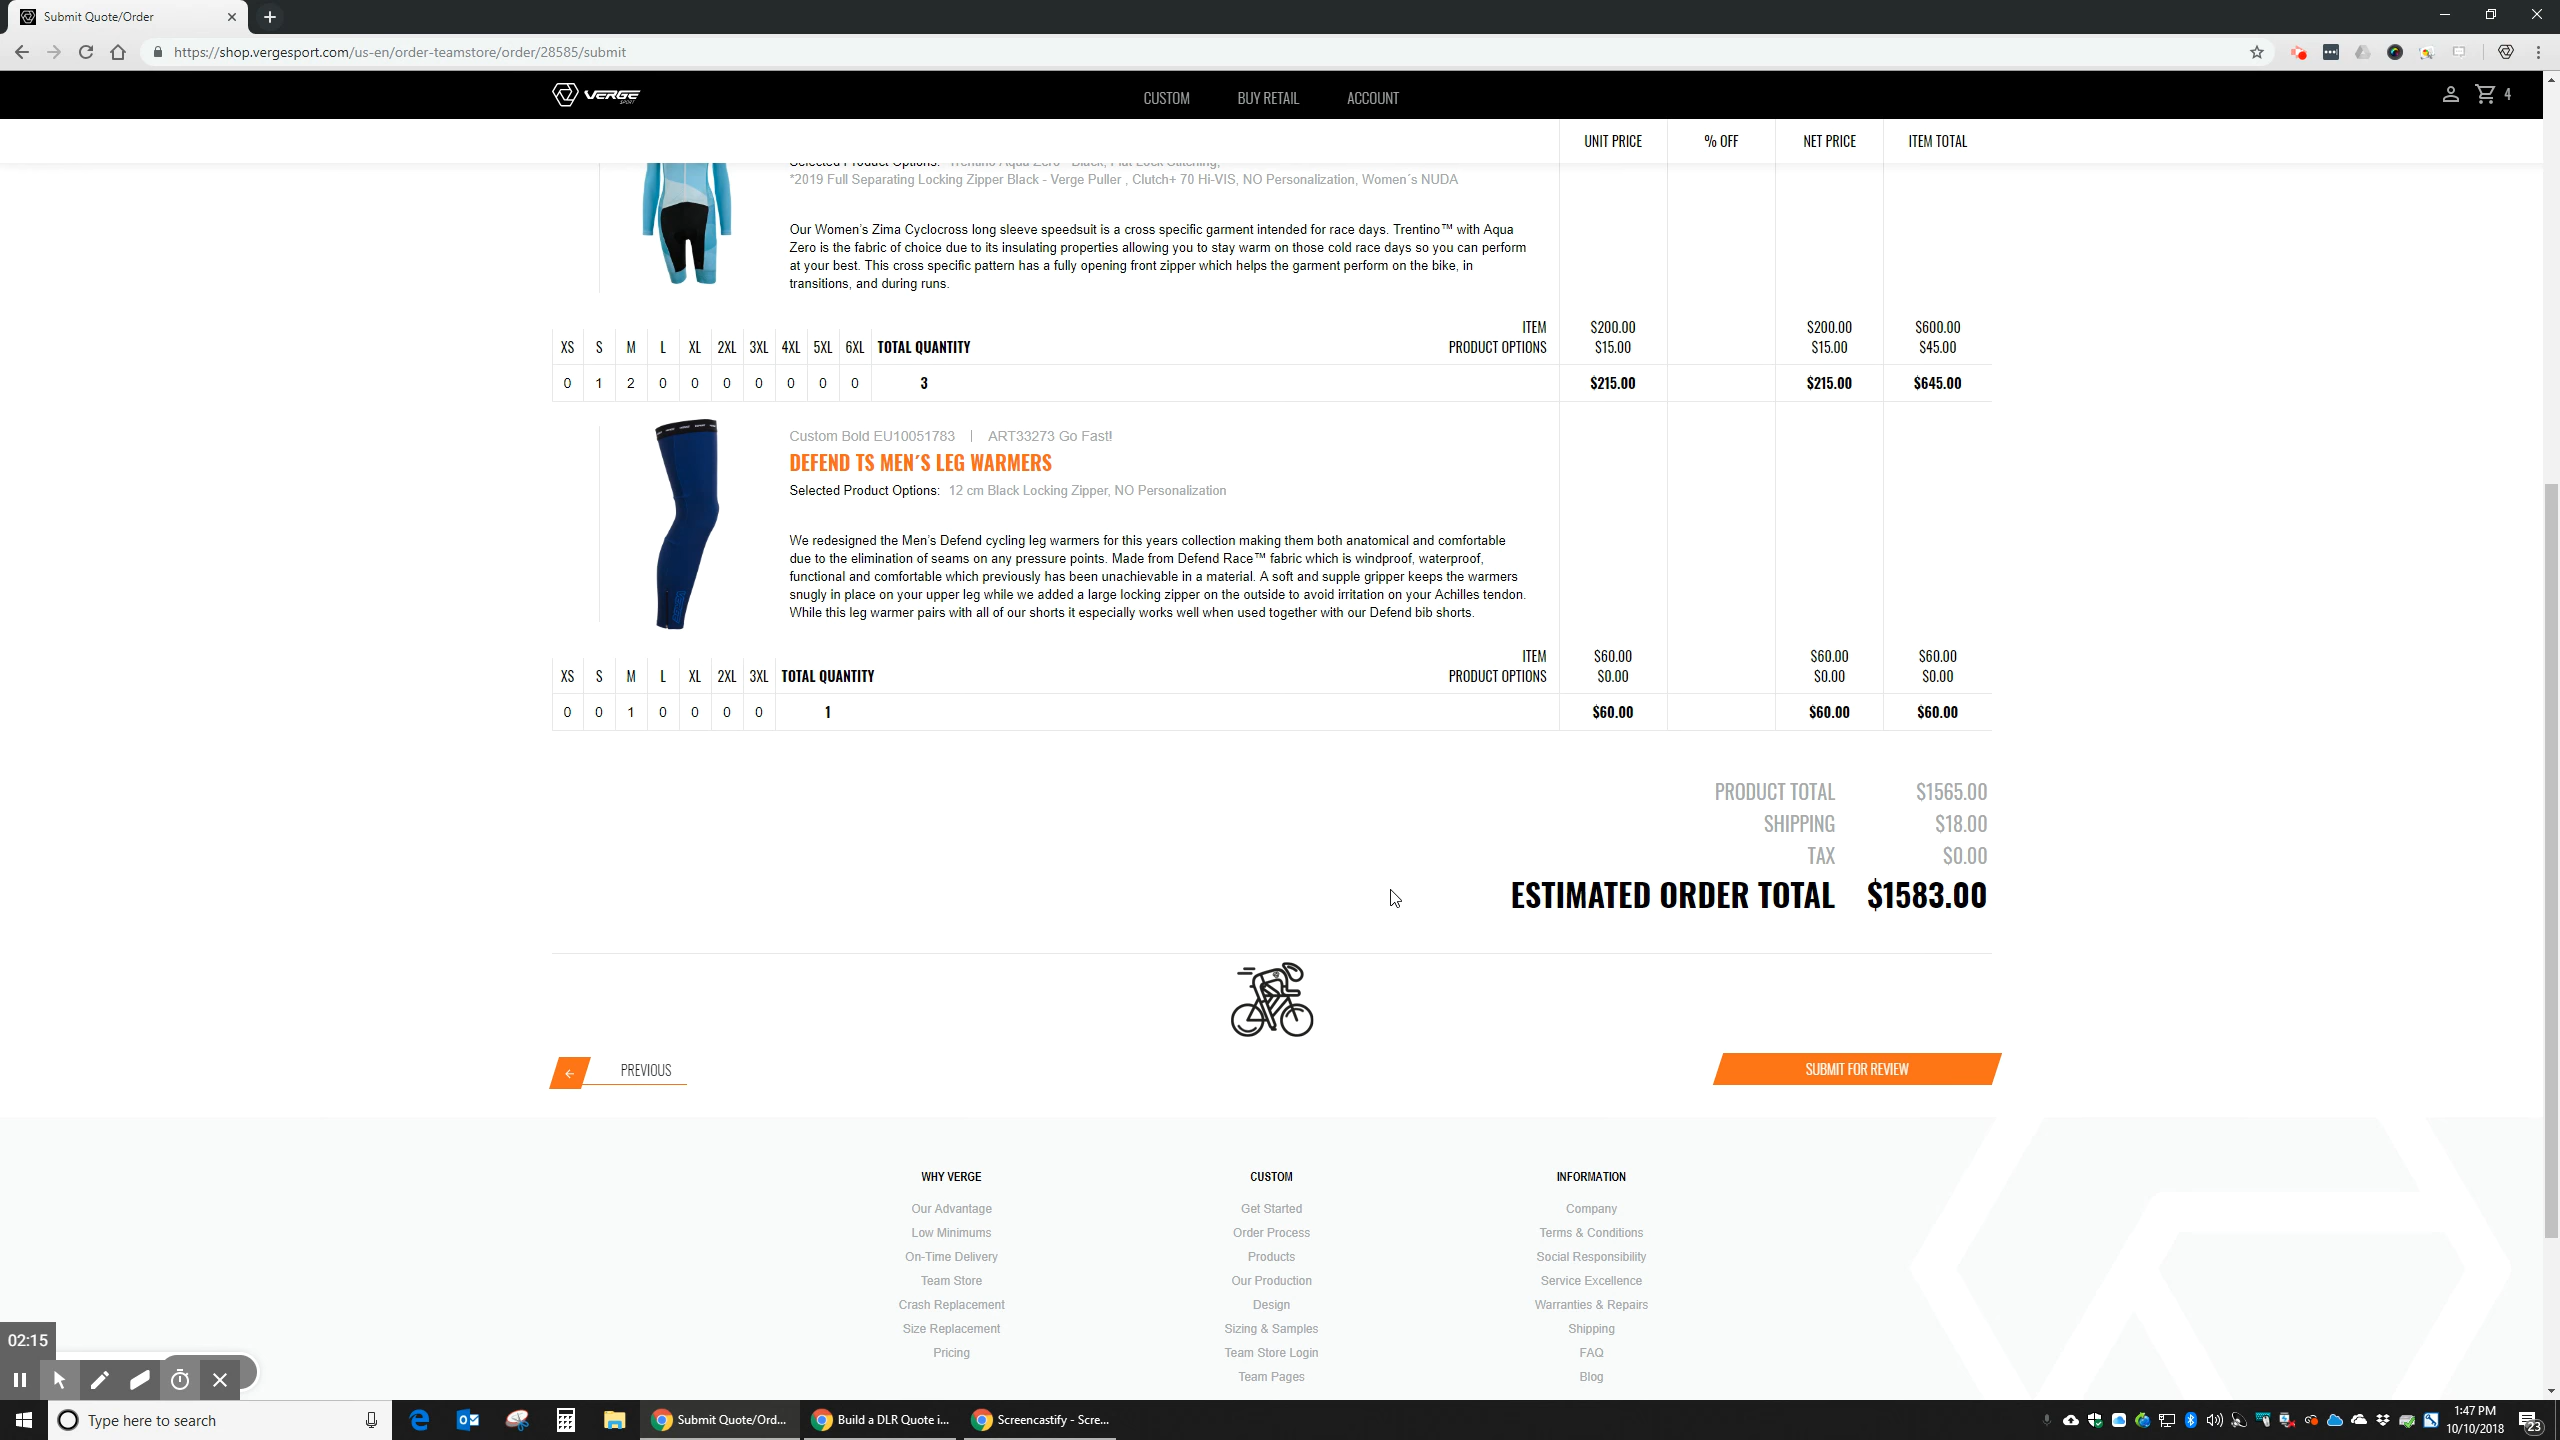 Submit Quote/Order
https://shop.vergesport.com/us-en/order-teamstore/order/28585/submit
VERGE SPORT
CUSTOM BUY RETAIL ACCOUNT
4
UNIT PRICE % OFF NET PRICE ITEM TOTAL
Selected Product Options: Trentino Aqua Zero - Black, Flat Lock Stitching,
*2019 Full Separating Locking Zipper Black - Verge Puller , Clutch+ 70 Hi-VIS, NO Personalization, Women´s NUDA
Our Women's Zima Cyclocross long sleeve speedsuit is a cross specific garment intended for race days. Trentino™ with Aqua
Zero is the fabric of choice due to its insulating properties allowing you to stay warm on those cold race days so you can perform
at your best. This cross specific pattern has a fully opening front zipper which helps the garment perform on the bike, in
transitions, and during runs.
ITEM $200.00 $200.00 $600.00
XS S M L XL 2XL 3XL 4XL 5XL 6XL TOTAL QUANTITY PRODUCT OPTIONS $15.00 $15.00 $45.00
0 1 2 0 0 0 0 0 0 0 3 $215.00 $215.00 $645.00
Custom Bold EU10051783 | ART33273 Go Fast!
DEFEND TS MEN´S LEG WARMERS
Selected Product Options: 12 cm Black Locking Zipper, NO Personalization
We redesigned the Men's Defend cycling leg warmers for this years collection making them both anatomical and comfortable
due to the elimination of seams on any pressure points. Made from Defend Race™ fabric which is windproof, waterproof,
functional and comfortable which previously has been unachievable in a material. A soft and supple gripper keeps the warmers
snugly in place on your upper leg while we added a large locking zipper on the outside to avoid irritation on your Achilles tendon.
While this leg warmer pairs with all of our shorts it especially works well when used together with our Defend bib shorts.
ITEM $60.00 $60.00 $60.00
XS S M L XL 2XL 3XL TOTAL QUANTITY PRODUCT OPTIONS $0.00 $0.00 $0.00
0 0 1 0 0 0 0 1 $60.00 $60.00 $60.00
PRODUCT TOTAL $1565.00
SHIPPING $18.00
TAX $0.00
ESTIMATED ORDER TOTAL $1583.00
PREVIOUS
SUBMIT FOR REVIEW
WHY VERGE CUSTOM INFORMATION
Our Advantage Get Started Company
Low Minimums Order Process Terms & Conditions
On-Time Delivery Products Social Responsibility
Team Store Our Production Service Excellence
Crash Replacement Design Warranties & Repairs
Size Replacement Sizing & Samples Shipping
Pricing Team Store Login FAQ
Team Pages Blog
02:15
Type here to search
Submit Quote/Ord...
Build a DLR Quote i...
Screencastify - Scre...
1:47 PM
10/10/2018
23